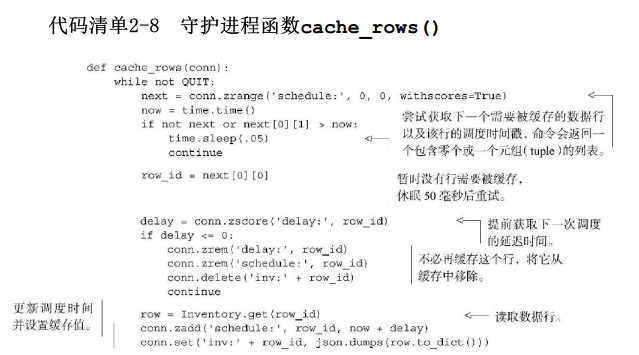 代码清单2-8 守护进程函数cache_rows()
def cache_rows(conn):
while not QUIT:
next = conn.zrange('schedule:', 0, 0, withscores=True)
now = time.time()
if not next or next[0][1] > now:
time.sleep(.05)
continue
尝试获取下一个需要被缓存的数据行
以及该行的调度时间戳，命令会返回一
个包含零个或一个元组(tuple)的列表。
row_id = next[0][0]
暂时没有行需要被缓存，
休眠50毫秒后重试。
delay = conn.zscore('delay:', row_id)
if delay <= 0:
conn.zrem('delay:', row_id)
conn.zrem('schedule:', row_id)
conn.delete('inv:' + row_id)
continue
提前获取下一次调度
的延迟时间。
不必再缓存这个行，将它从
缓存中移除。
更新调度时间
并设置缓存值。
row = Inventory.get(row_id)
读取数据行。
conn.zadd('schedule:', row_id, now + delay)
conn.set('inv:' + row_id, json.dumps(row.to_dict()))